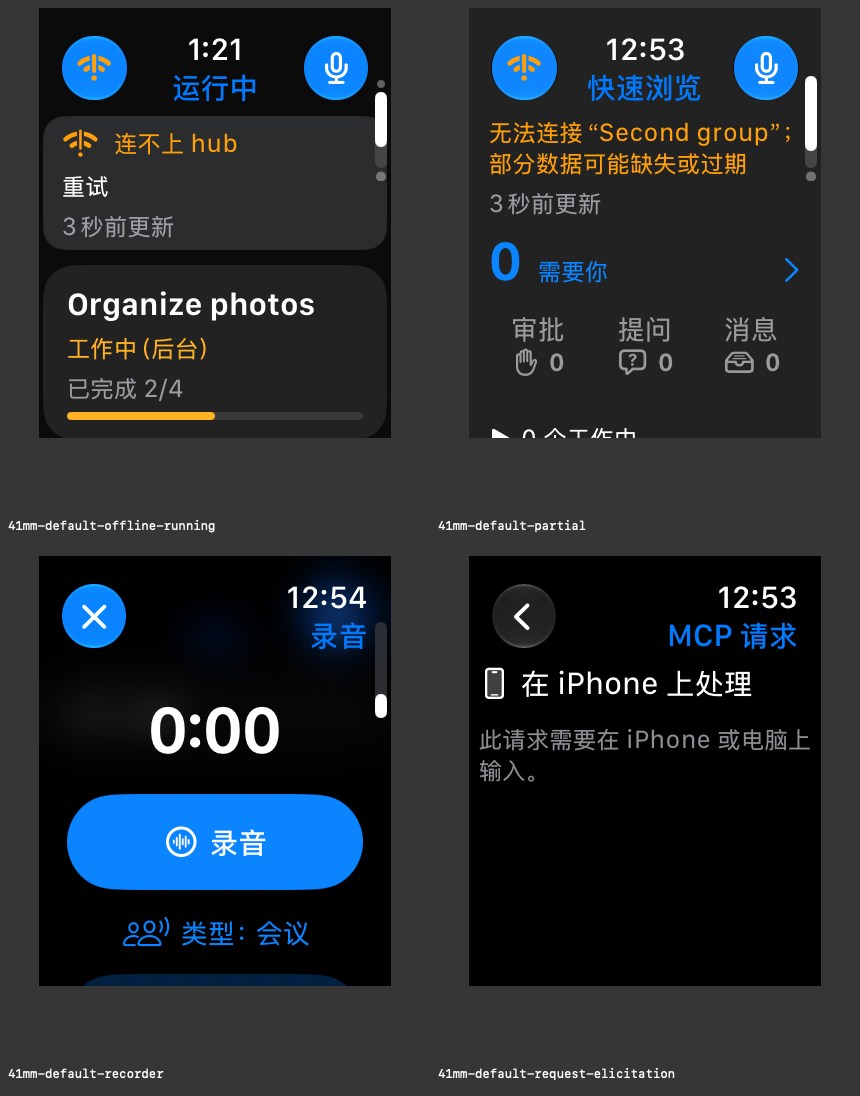 1:21
运行中
连不上 hub
重试
3 秒前更新
Organize photos
工作中 (后台)
已完成 2/4
41mm-default-offline-running
12:53
快速浏览
无法连接 “Second group”；
部分数据可能缺失或过期
3 秒前更新
0 需要你
审批 提问 消息
0 0 0
0 个工作中
41mm-default-partial
12:54
录音
0:00
录音
类型：会议
41mm-default-recorder
12:53
MCP 请求
在 iPhone 上处理
此请求需要在 iPhone 或电脑上
输入。
41mm-default-request-elicitation